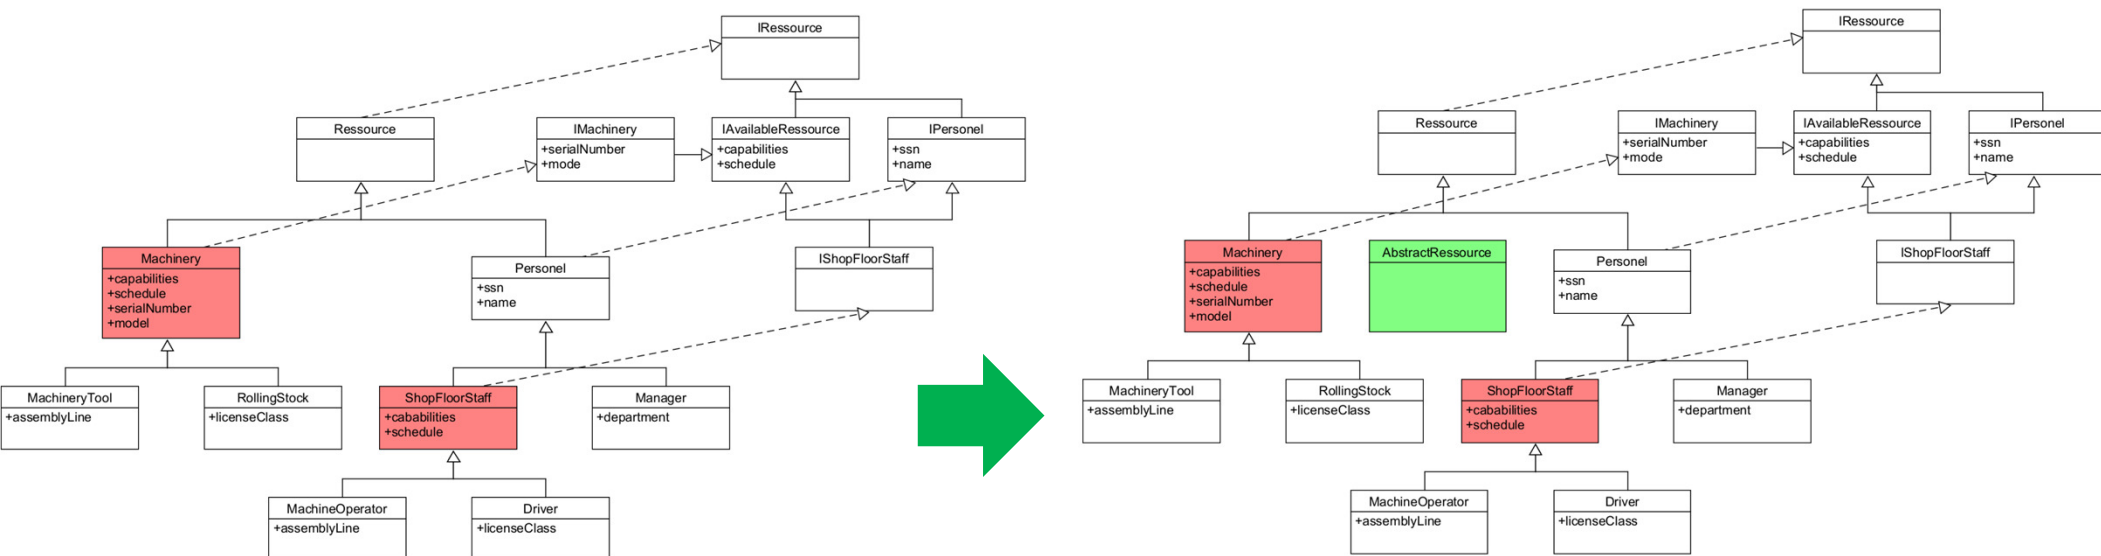 IRessource
Ressource
IMachinery
+serialNumber
+mode
IAvailableRessource
+capabilities
+schedule
IPersonel
+ssn
+name
Machinery
+capabilities
+schedule
+serialNumber
+model
Personel
+ssn
+name
IShopFloorStaff
MachineryTool
+assemblyLine
RollingStock
+licenseClass
ShopFloorStaff
+cababilities
+schedule
Manager
+department
MachineOperator
+assemblyLine
Driver
+licenseClass
IRessource
Ressource
IMachinery
+serialNumber
+mode
IAvailableRessource
+capabilities
+schedule
IPersonel
+ssn
+name
Machinery
+capabilities
+schedule
+serialNumber
+model
AbstractRessource
Personel
+ssn
+name
IShopFloorStaff
MachineryTool
+assemblyLine
RollingStock
+licenseClass
ShopFloorStaff
+cababilities
+schedule
Manager
+department
MachineOperator
+assemblyLine
Driver
+licenseClass